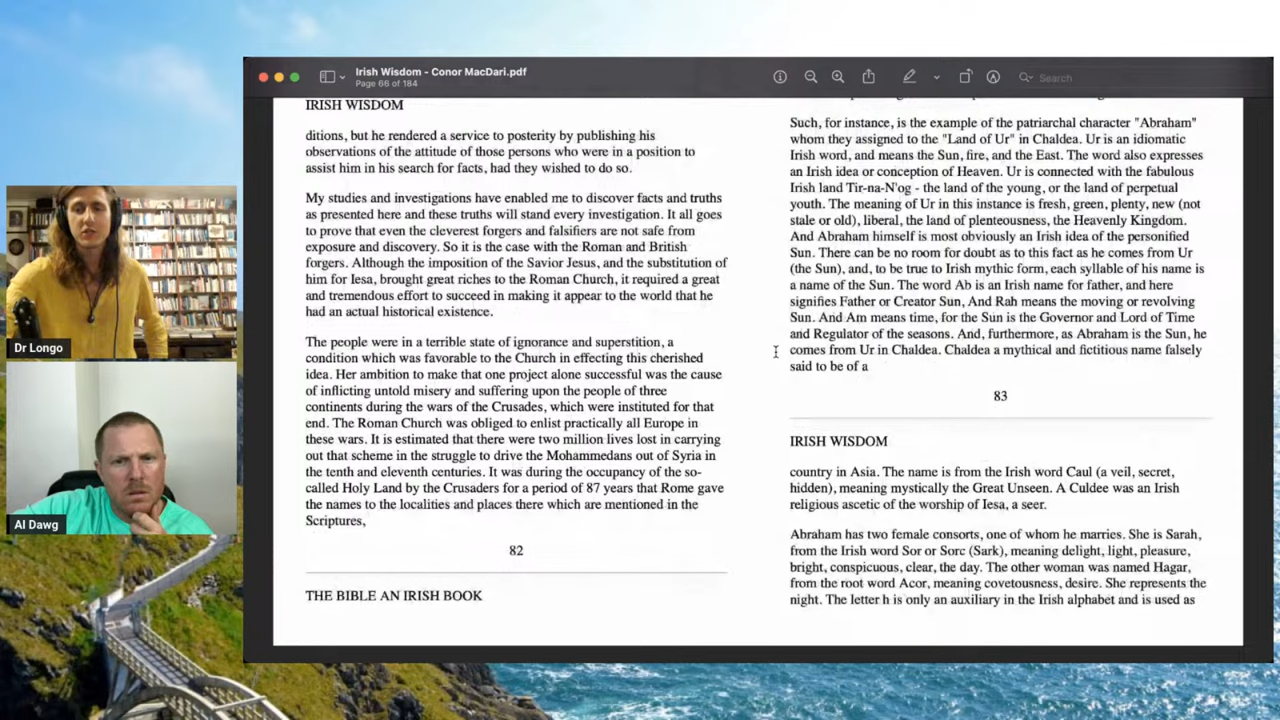 Irish Wisdom - Conor MacDari.pdf
Page 66 of 184
Search
IRISH WISDOM
ditions, but he rendered a service to posterity by publishing his
observations of the attitude of those persons who were in a position to
assist him in his search for facts, had they wished to do so.
My studies and investigations have enabled me to discover facts and truths
as presented here and these truths will stand every investigation. It all goes
to prove that even the cleverest forgers and falsifiers are not safe from
exposure and discovery. So it is the case with the Roman and British
forgers. Although the imposition of the Savior Jesus, and the substitution of
him for Iesa, brought great riches to the Roman Church, it required a great
and tremendous effort to succeed in making it appear to the world that he
had an actual historical existence.
The people were in a terrible state of ignorance and superstition, a
condition which was favorable to the Church in effecting this cherished
idea. Her ambition to make that one project alone successful was the cause
of inflicting untold misery and suffering upon the people of three
continents during the wars of the Crusades, which were instituted for that
end. The Roman Church was obliged to enlist practically all Europe in
these wars. It is estimated that there were two million lives lost in carrying
out that scheme in the struggle to drive the Mohammedans out of Syria in
the tenth and eleventh centuries. It was during the occupancy of the so-
called Holy Land by the Crusaders for a period of 87 years that Rome gave
the names to the localities and places there which are mentioned in the
Scriptures,
82
THE BIBLE AN IRISH BOOK
Such, for instance, is the example of the patriarchal character "Abraham"
whom they assigned to the "Land of Ur" in Chaldea. Ur is an idiomatic
Irish word, and means the Sun, fire, and the East. The word also expresses
an Irish idea or conception of Heaven. Ur is connected with the fabulous
Irish land Tir-na-N'og - the land of the young, or the land of perpetual
youth. The meaning of Ur in this instance is fresh, green, plenty, new (not
stale or old), liberal, the land of plenteousness, the Heavenly Kingdom.
And Abraham himself is most obviously an Irish idea of the personified
Sun. There can be no room for doubt as to this fact as he comes from Ur
(the Sun), and, to be true to Irish mythic form, each syllable of his name is
a name of the Sun. The word Ab is an Irish name for father, and here
signifies Father or Creator Sun, And Rah means the moving or revolving
Sun. And Am means time, for the Sun is the Governor and Lord of Time
and Regulator of the seasons. And, furthermore, as Abraham is the Sun, he
comes from Ur in Chaldea. Chaldea a mythical and fictitious name falsely
said to be of a
83
IRISH WISDOM
country in Asia. The name is from the Irish word Caul (a veil, secret,
hidden), meaning mystically the Great Unseen. A Culdee was an Irish
religious ascetic of the worship of Iesa, a seer.
Abraham has two female consorts, one of whom he marries. She is Sarah,
from the Irish word Sor or Sorc (Sark), meaning delight, light, pleasure,
bright, conspicuous, clear, the day. The other woman was named Hagar,
from the root word Acor, meaning covetousness, desire. She represents the
night. The letter h is only an auxiliary in the Irish alphabet and is used as
Dr Longo
Al Dawg